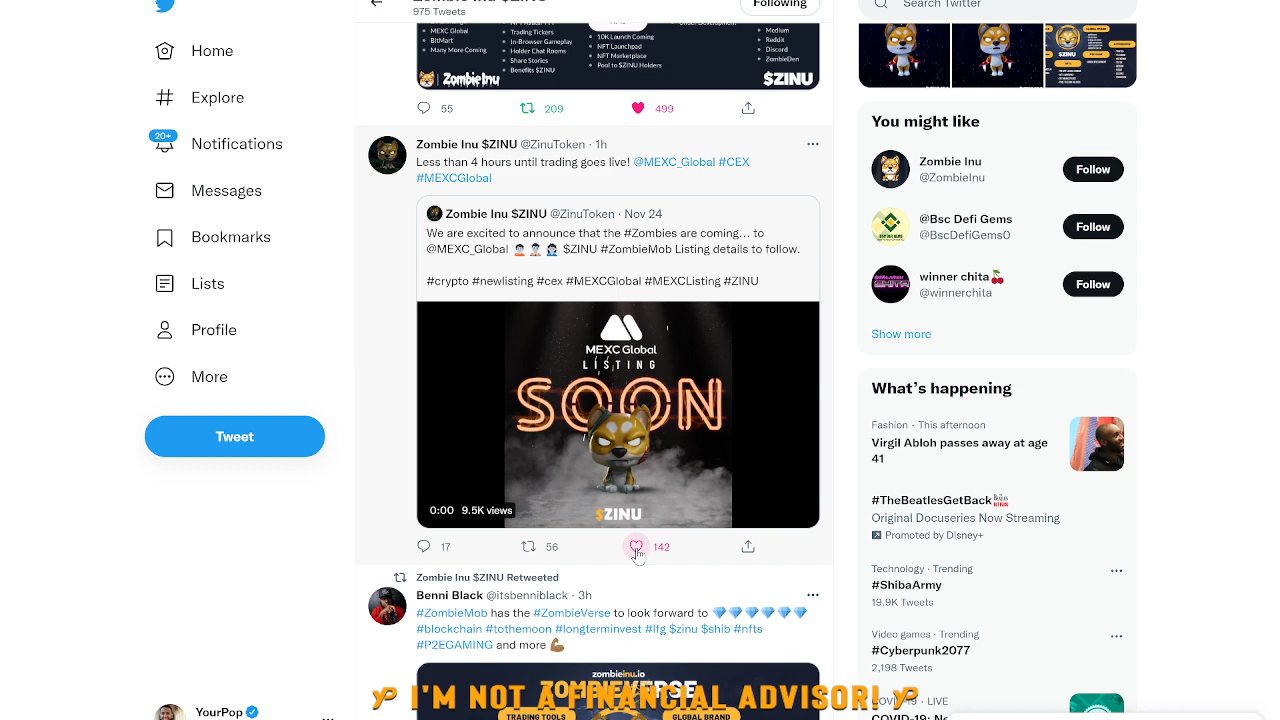 Zombie Inu $ZINU
975 Tweets
Following
Search Twitter
Home
Explore
20+
Notifications
Messages
Bookmarks
Lists
Profile
More
Tweet
YourPop
MEXC Global
BitMart
Many More Coming
Trading Tickers
In-Browser Gameplay
Holder Chat Rooms
Share Stories
Benefits $ZINU
10K Launch Coming
NFT Launchpad
NFT Marketplace
Pool to $ZINU Holders
Medium
Reddit
Discord
ZombieDen
ZombieInu
$ZINU
55 209 499
Zombie Inu $ZINU @ZinuToken · 1h
Less than 4 hours until trading goes live! @MEXC_Global #CEX
#MEXCGlobal
Zombie Inu $ZINU @ZinuToken · Nov 24
We are excited to announce that the #Zombies are coming... to
@MEXC_Global 🧟‍♂️ 🧟 🧟‍♀️ $ZINU #ZombieMob Listing details to follow.
#crypto #newlisting #cex #MEXCGlobal #MEXCListing #ZINU
MEXC Global
LISTING
SOON
$ZINU
0:00 9.5K views
17 56 142
Zombie Inu $ZINU Retweeted
Benni Black @itsbenniblack · 3h
#ZombieMob has the #ZombieVerse to look forward to 💎💎💎💎💎💎
#blockchain #tothemoon #longterminvest #lfg $zinu $shib #nfts
#P2EGAMING and more 💪🏾
zombieinu.io
ZOMBIEVERSE
TRADING TOOLS
GLOBAL BRAND
I'M NOT A FINANCIAL ADVISOR!
$ZINU
You might like
Zombie Inu
@ZombieInu
Follow
@Bsc Defi Gems
@BscDefiGems0
Follow
winner chita🍒
@winnerchita
Follow
Show more
What's happening
Fashion · This afternoon
Virgil Abloh passes away at age
41
#TheBeatlesGetBack
Original Docuseries Now Streaming
Promoted by Disney+
Technology · Trending
#ShibaArmy
19.9K Tweets
Video games · Trending
#Cyberpunk2077
2,198 Tweets
COVID-19 · LIVE